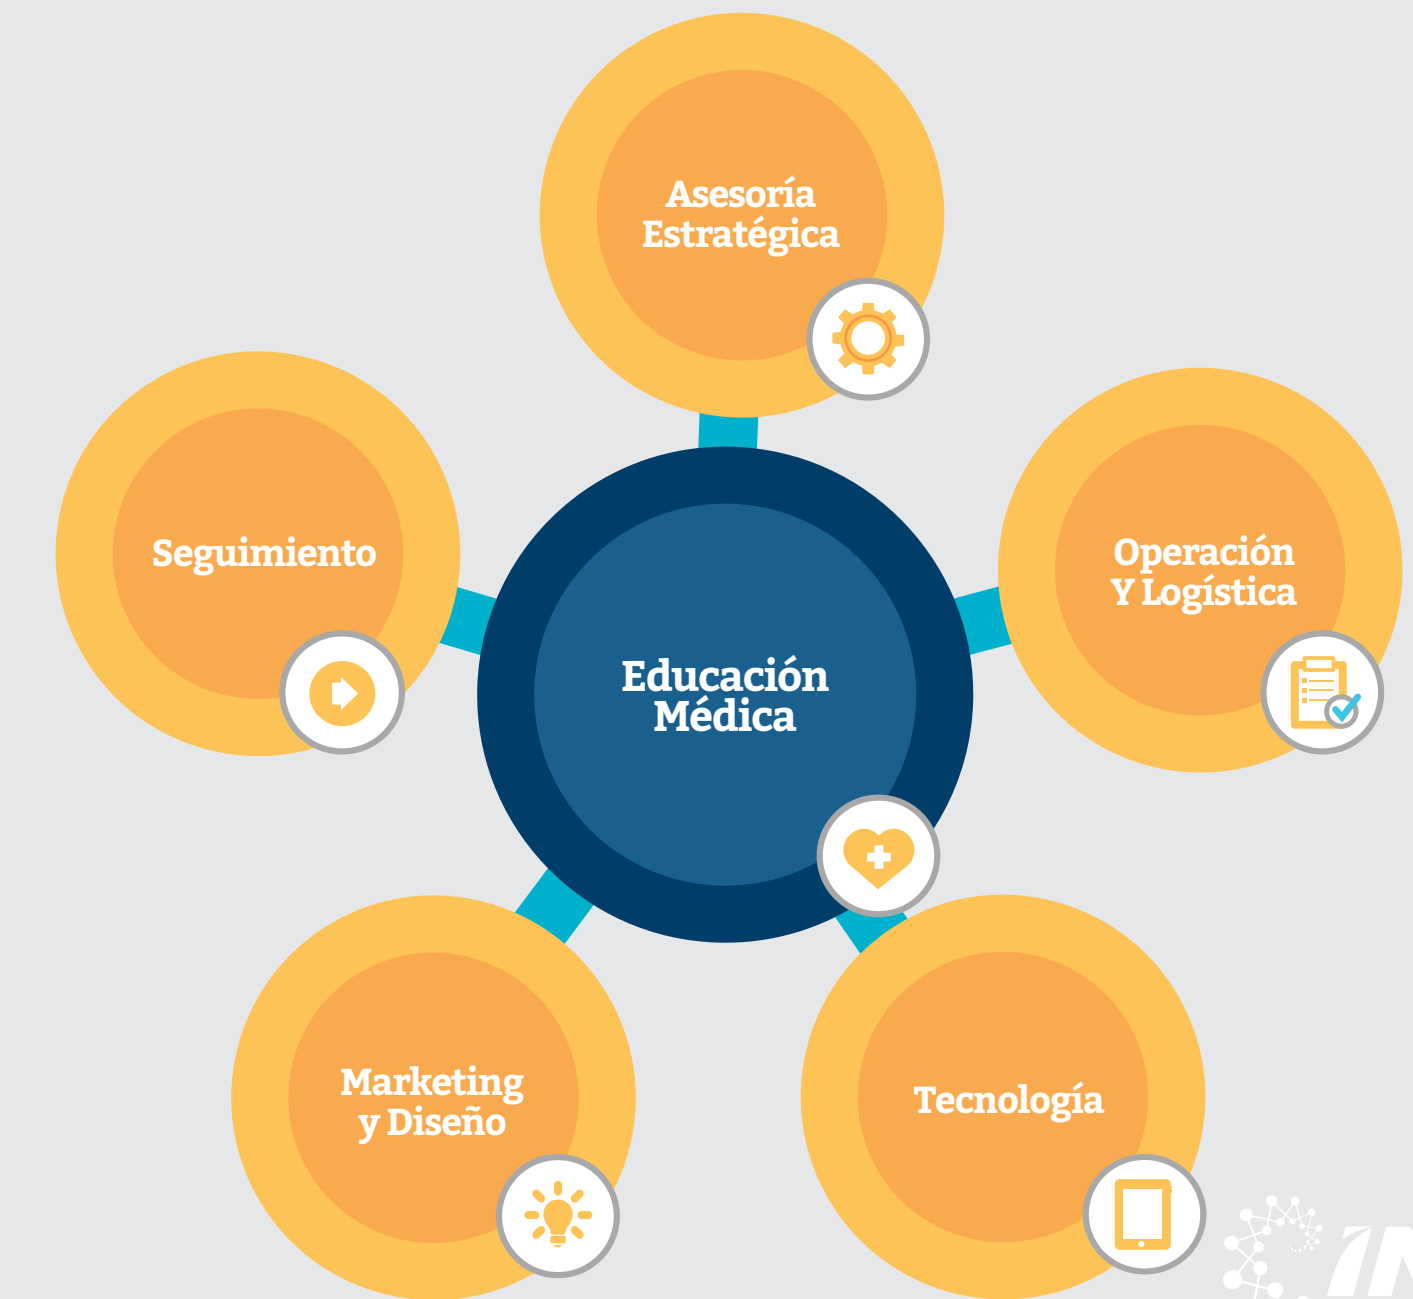 Asesoría
Estratégica
Seguimiento
Operación
Y Logística
Educación
Médica
Marketing
y Diseño
Tecnología